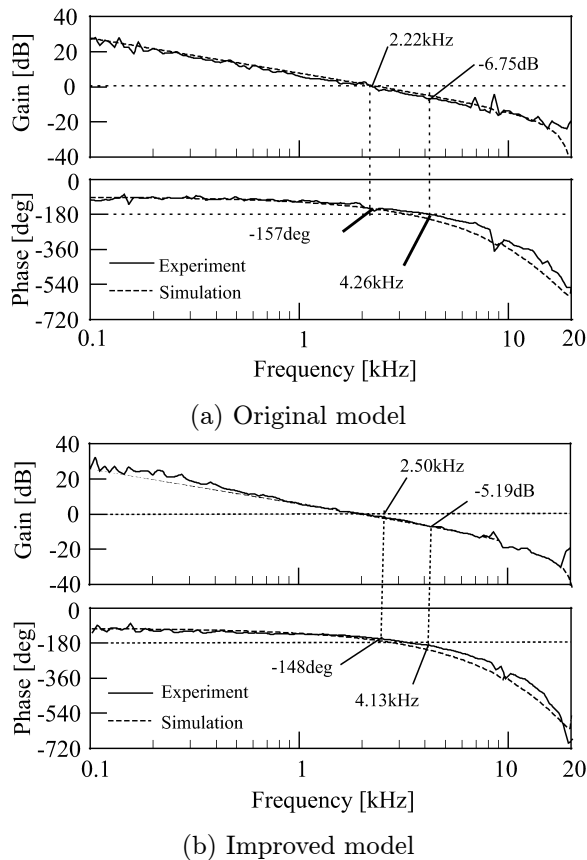 40
20
0
-20
-40
Gain [dB]
2.22kHz
-6.75dB
0
-180
-360
-540
-720
Phase [deg]
-157deg
4.26kHz
Experiment
Simulation
0.1
1
10
20
Frequency [kHz]
(a) Original model
40
20
0
-20
-40
Gain [dB]
2.50kHz
-5.19dB
0
-180
-360
-540
-720
Phase [deg]
-148deg
4.13kHz
Experiment
Simulation
0.1
1
10
20
Frequency [kHz]
(b) Improved model